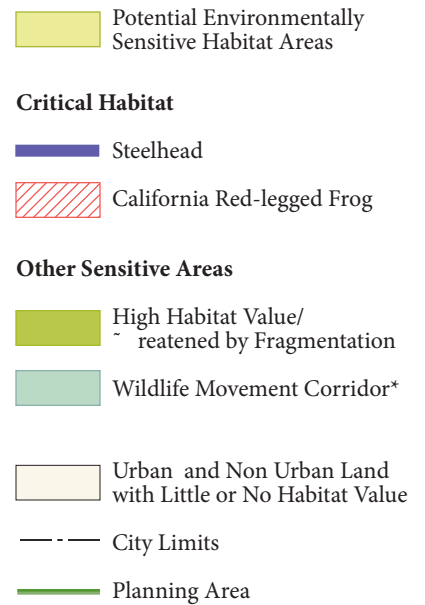 Potential Environmentally
Sensitive Habitat Areas
Critical Habitat
Steelhead
California Red-legged Frog
Other Sensitive Areas
High Habitat Value/
˜ reatened by Fragmentation
Wildlife Movement Corridor*
Urban and Non Urban Land
with Little or No Habitat Value
City Limits
Planning Area